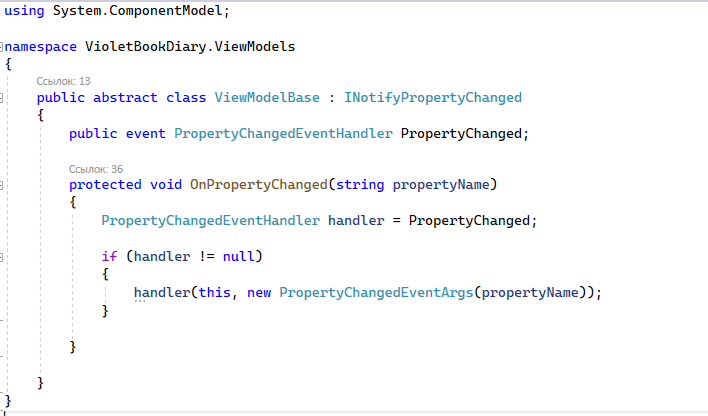 using System.ComponentModel;
namespace VioletBookDiary.ViewModels
{
Ссылок: 13
public abstract class ViewModelBase : INotifyPropertyChanged
{
public event PropertyChangedEventHandler PropertyChanged;
Ссылок: 36
protected void OnPropertyChanged(string propertyName)
{
PropertyChangedEventHandler handler = PropertyChanged;
if (handler != null)
{
handler(this, new PropertyChangedEventArgs(propertyName));
}
}
}
}